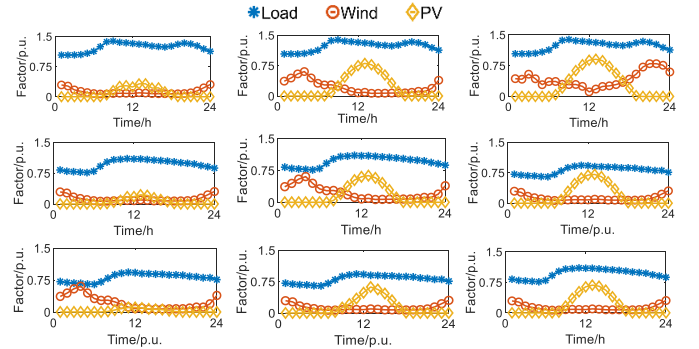 Load Wind PV
1.5 1.5 1.5
Factor/p.u. 0.75 Factor/p.u. 0.75 Factor/p.u. 0.75
0 0 0
0 12 24 0 12 24 0 12 24
Time/h Time/h Time/h
1.5 1.5 1.5
Factor/p.u. 0.75 Factor/p.u. 0.75 Factor/p.u. 0.75
0 0 0
0 12 24 0 12 24 0 12 24
Time/h Time/h Time/p.u.
1.5 1.5 1.5
Factor/p.u. 0.75 Factor/p.u. 0.75 Factor/p.u. 0.75
0 0 0
0 12 24 0 12 24 0 12 24
Time/p.u. Time/p.u. Time/h